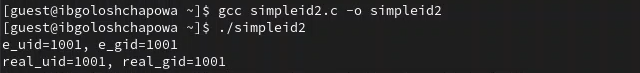 [guest@ibgoloshchapowa ~]$ gcc simpleid2.c -o simpleid2
[guest@ibgoloshchapowa ~]$ ./simpleid2
e_uid=1001, e_gid=1001
real_uid=1001, real_gid=1001